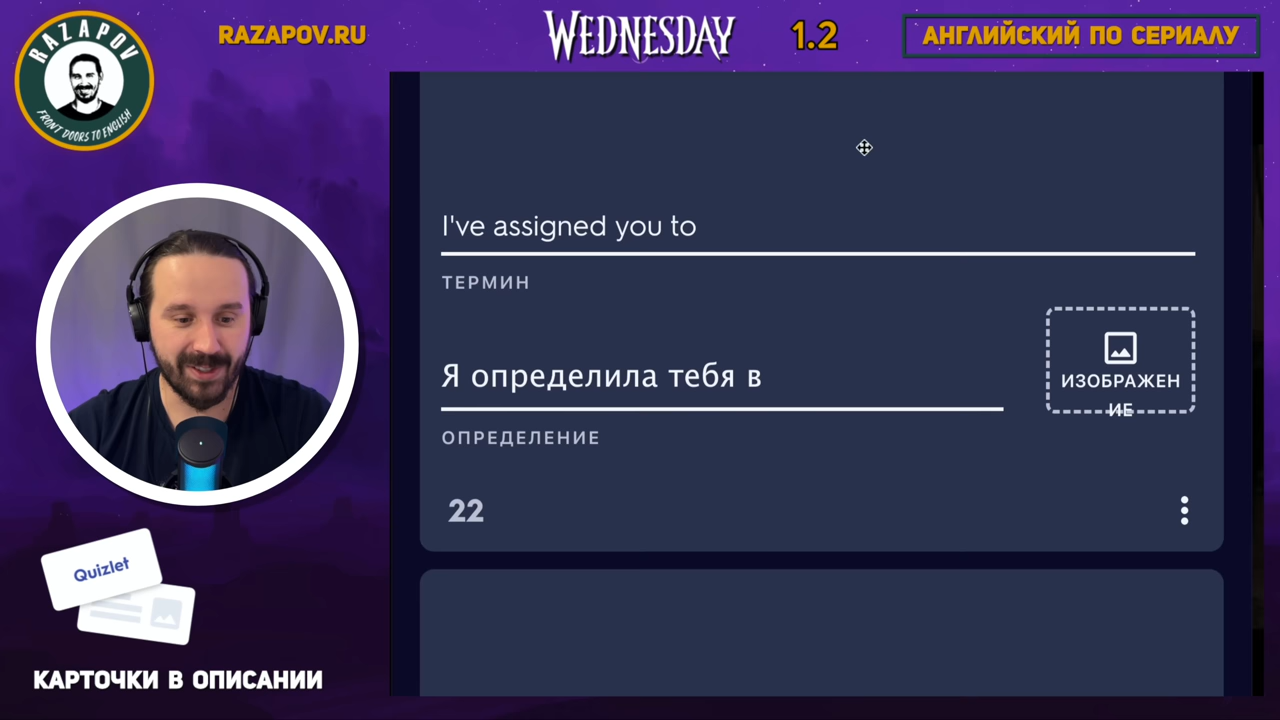 RAZAPOV
FRONT DOORS TO ENGLISH
RAZAPOV.RU
WEDNESDAY
1.2
АНГЛИЙСКИЙ ПО СЕРИАЛУ
I've assigned you to
ТЕРМИН
Я определила тебя в
ОПРЕДЕЛЕНИЕ
ИЗОБРАЖЕН
ИЕ
22
Quizlet
КАРТОЧКИ В ОПИСАНИИ